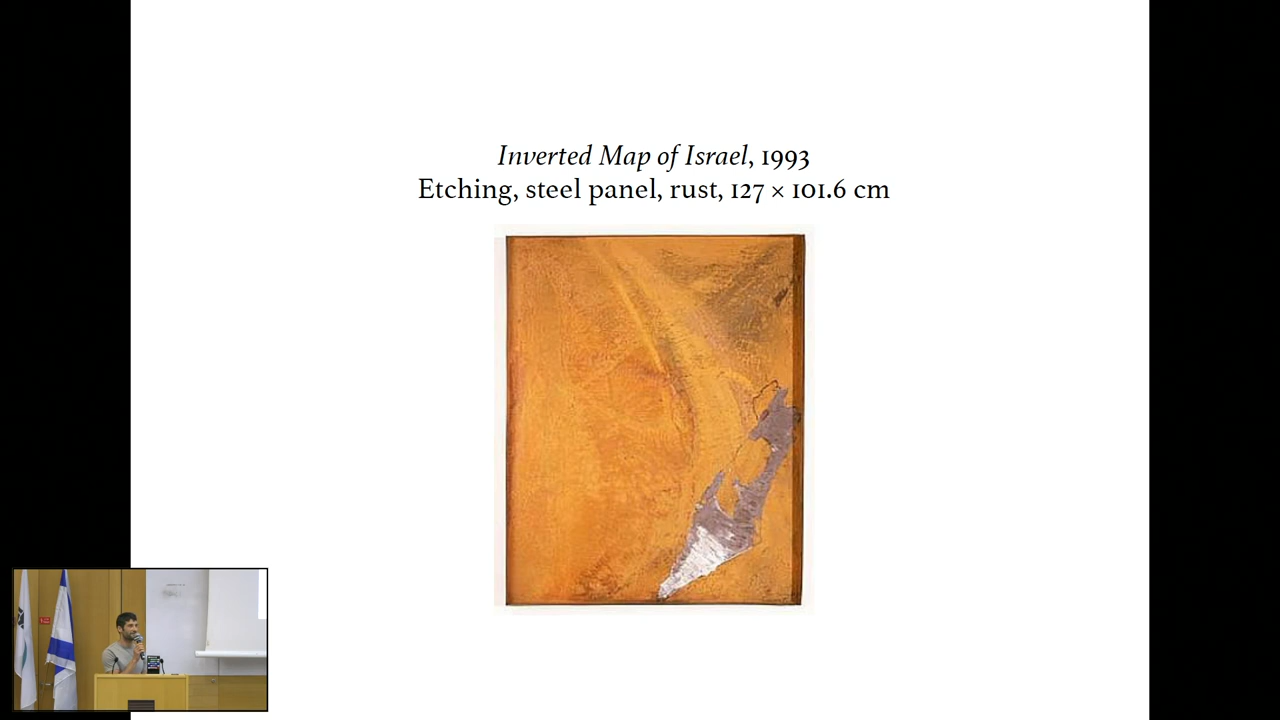 Inverted Map of Israel, 1993
Etching, steel panel, rust, 127 × 101.6 cm